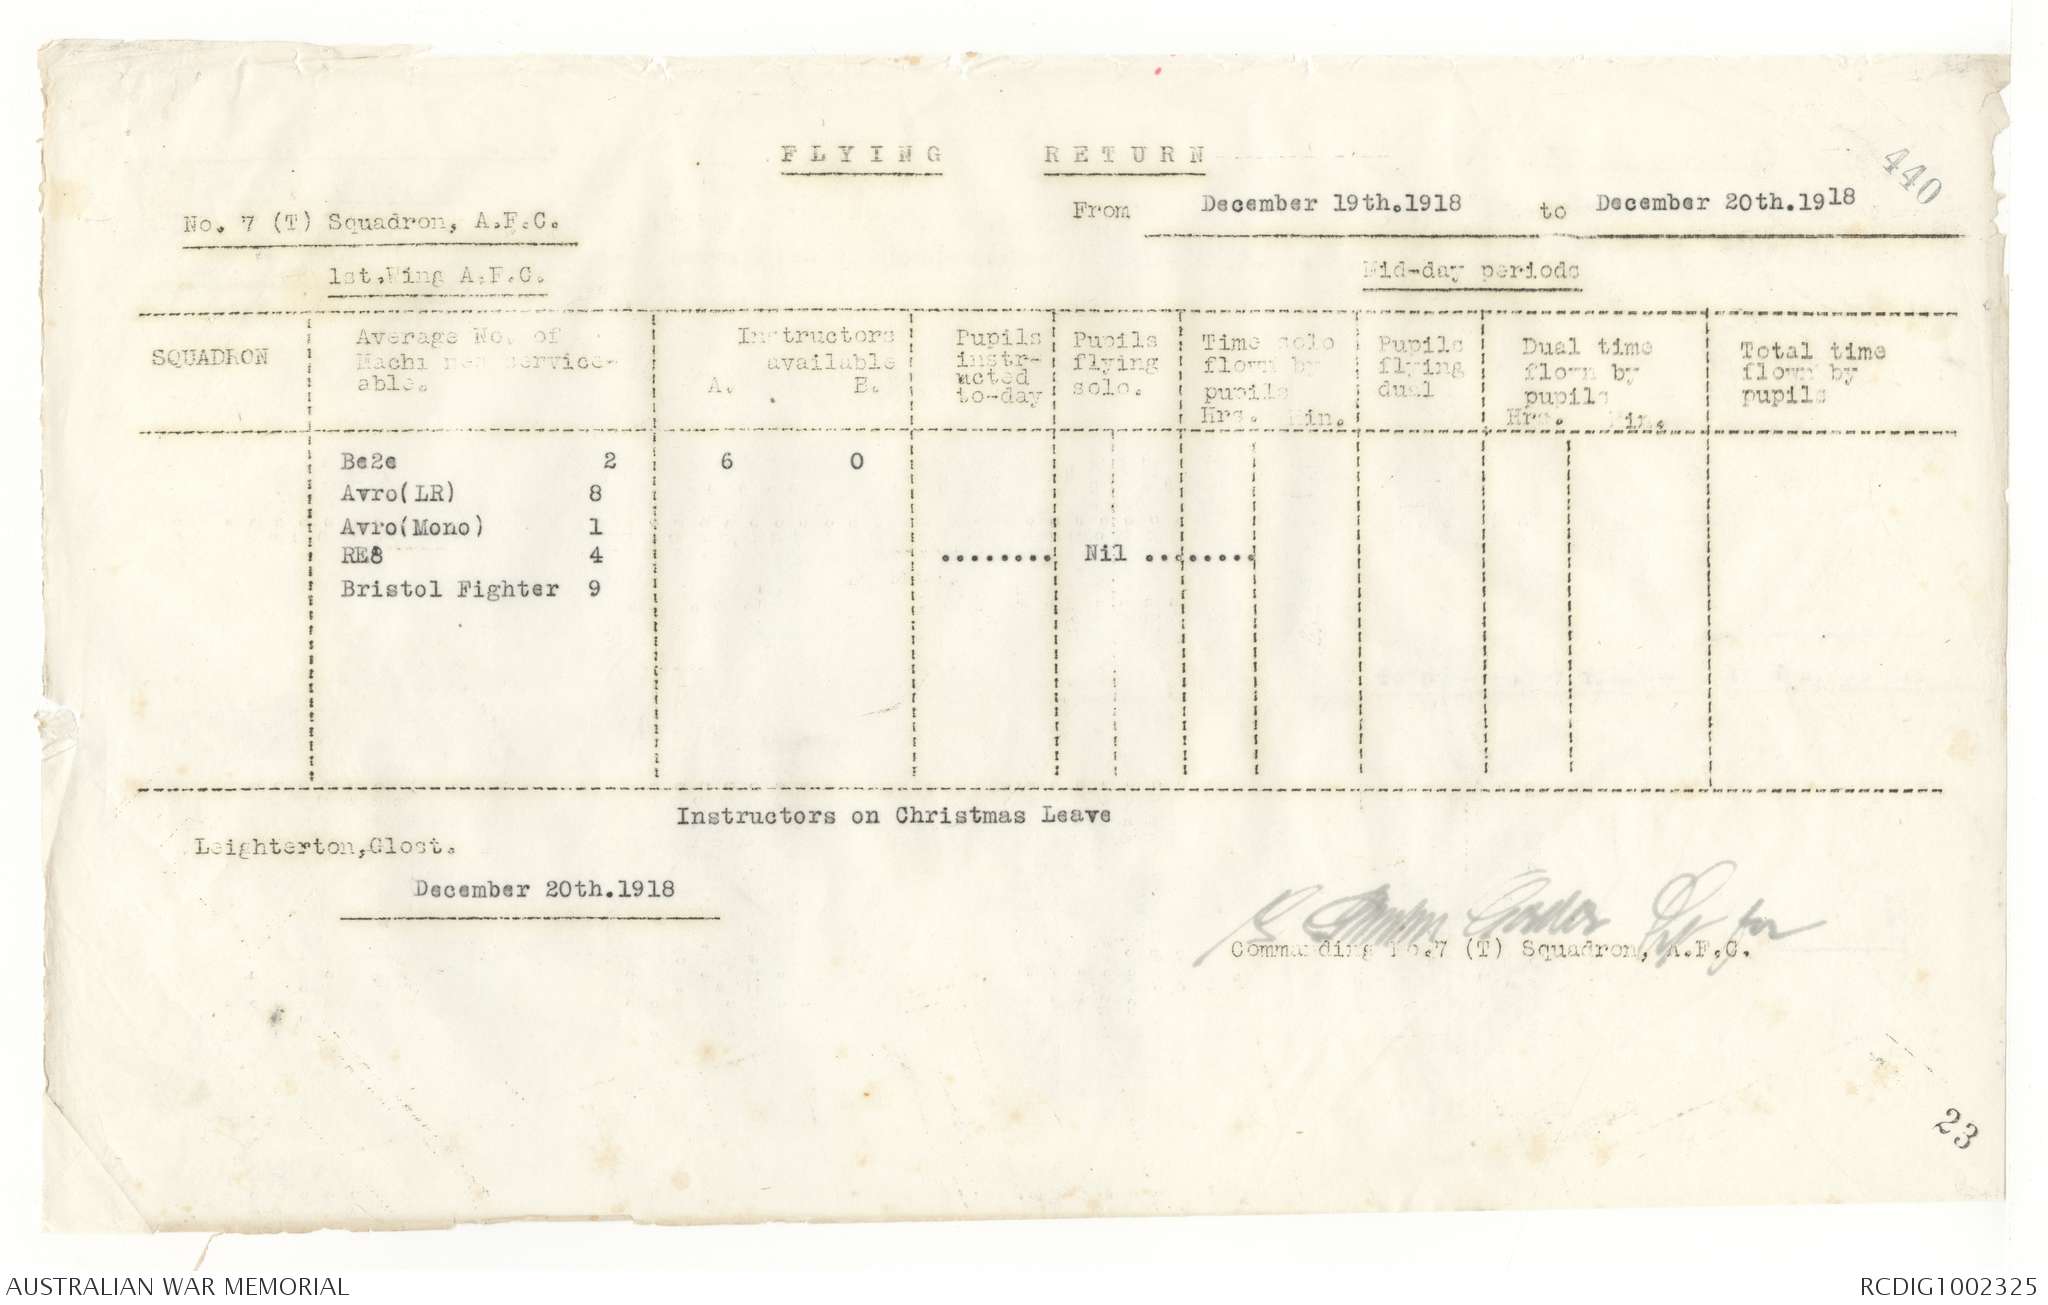 440
FLYING RETURN
No. 7 (T) Squadron, A.F.C.
From December 19th.1918 to December 20th.1918
1st.Wing A.F.C.
Mid-day periods
SQUADRON
Average No. of
Machines service-
able.
Instructors
available
A. B.
Pupils
instr-
ucted
to-day
Pupils
flying
solo.
Time solo
flown by
pupils
Hrs. Min.
Pupils
flying
dual
Dual time
flown by
pupils
Hrs. Min.
Total time
flown by
pupils
Be2e 2 6 0
Avro(LR) 8
Avro(Mono) 1
RE8 4 ........ Nil ........
Bristol Fighter 9
Instructors on Christmas Leave
Leighterton,Glost.
December 20th.1918
for
Commanding No.7 (T) Squadron, A.F.C.
23
AUSTRALIAN WAR MEMORIAL
RCDIG1002325